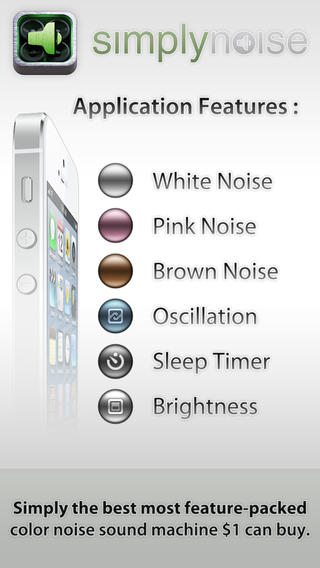 simplynoise
Application Features :
White Noise
Pink Noise
Brown Noise
Oscillation
Sleep Timer
Brightness
Simply the best most feature-packed
color noise sound machine $1 can buy.